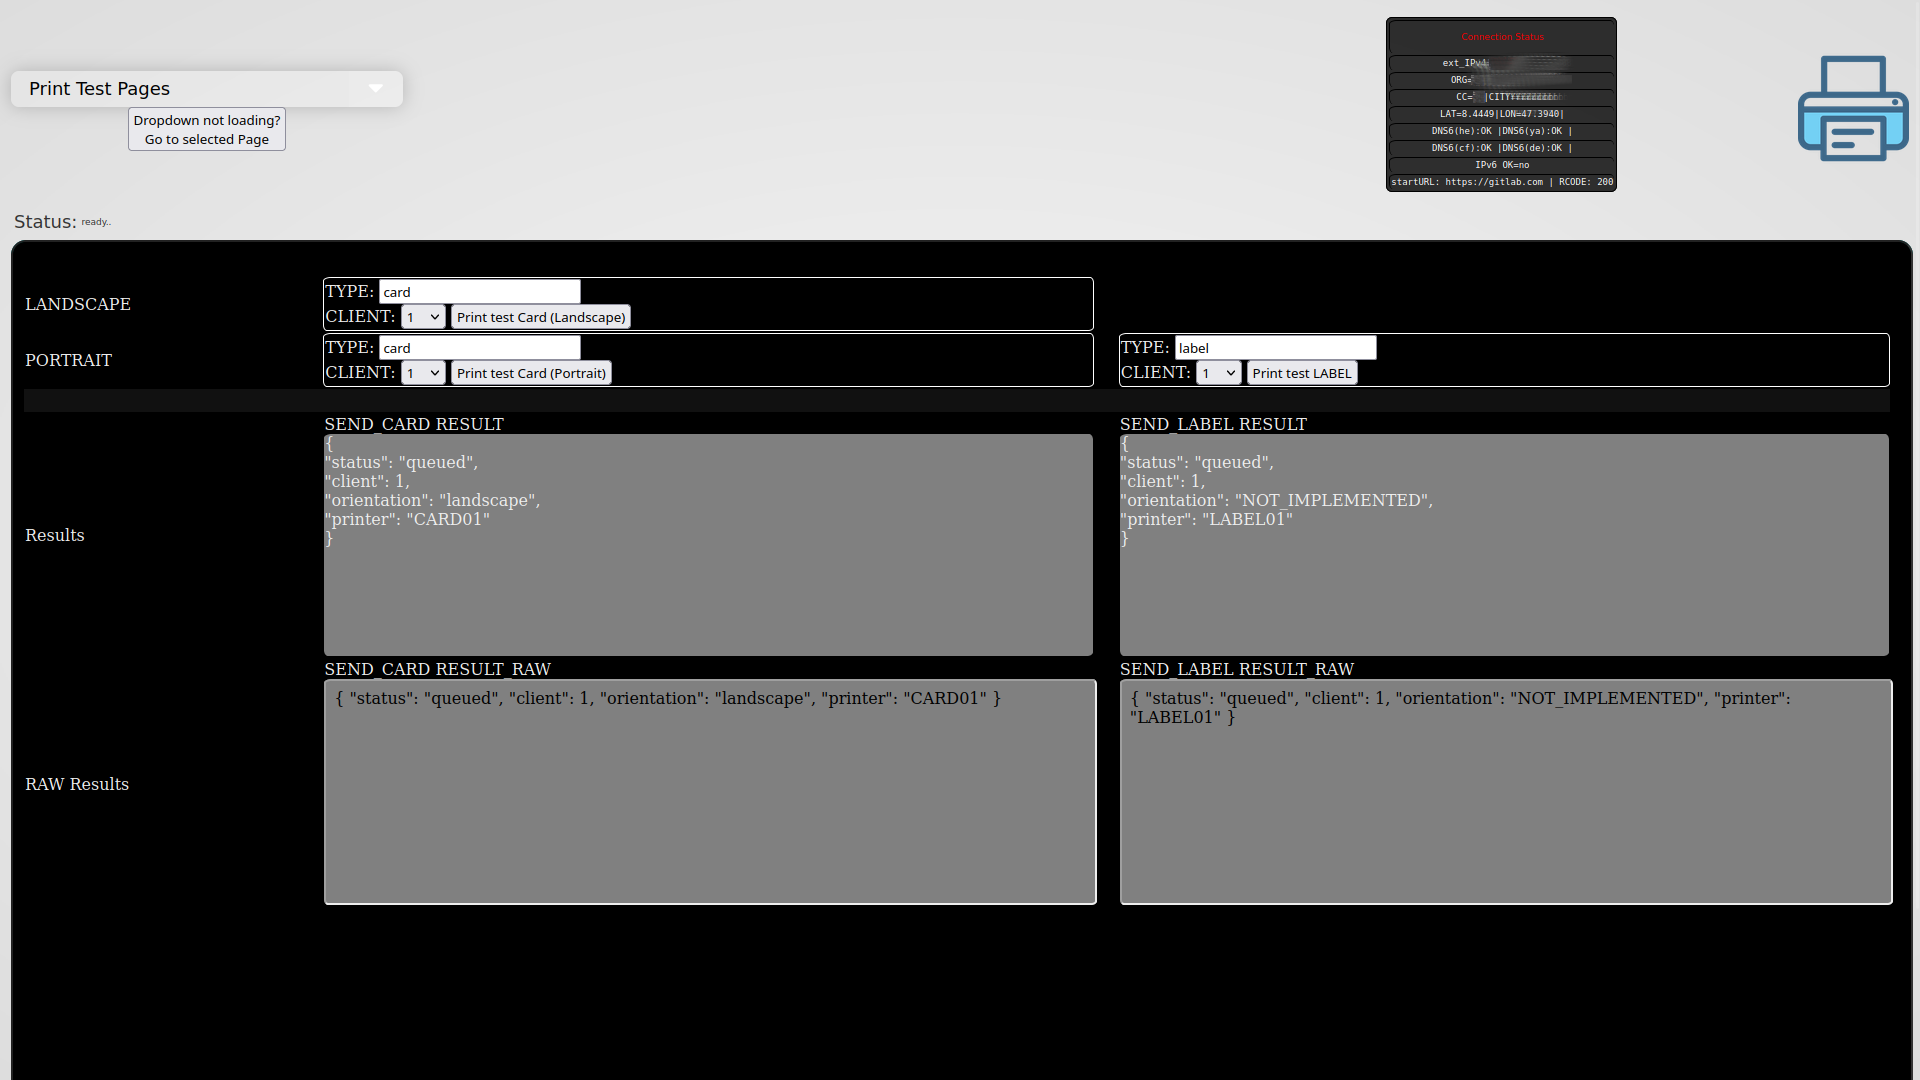 Print Test Pages
Dropdown not loading?
Go to selected Page
Connection Status
ext_IPv4
ORG=
CC= |CITY
LAT=8.4449|LON=47.3940|
DNS6(he):OK |DNS6(ya):OK |
DNS6(cf):OK |DNS6(de):OK |
IPv6 OK=no
startURL: https://gitlab.com | RCODE: 200
Status: ready..
LANDSCAPE
TYPE: card
CLIENT: 1 Print test Card (Landscape)
PORTRAIT
TYPE: card
CLIENT: 1 Print test Card (Portrait)
TYPE: label
CLIENT: 1 Print test LABEL
Results
SEND_CARD RESULT
{
"status": "queued",
"client": 1,
"orientation": "landscape",
"printer": "CARD01"
}
SEND_LABEL RESULT
{
"status": "queued",
"client": 1,
"orientation": "NOT_IMPLEMENTED",
"printer": "LABEL01"
}
RAW Results
SEND_CARD RESULT_RAW
{ "status": "queued", "client": 1, "orientation": "landscape", "printer": "CARD01" }
SEND_LABEL RESULT_RAW
{ "status": "queued", "client": 1, "orientation": "NOT_IMPLEMENTED", "printer":
"LABEL01" }